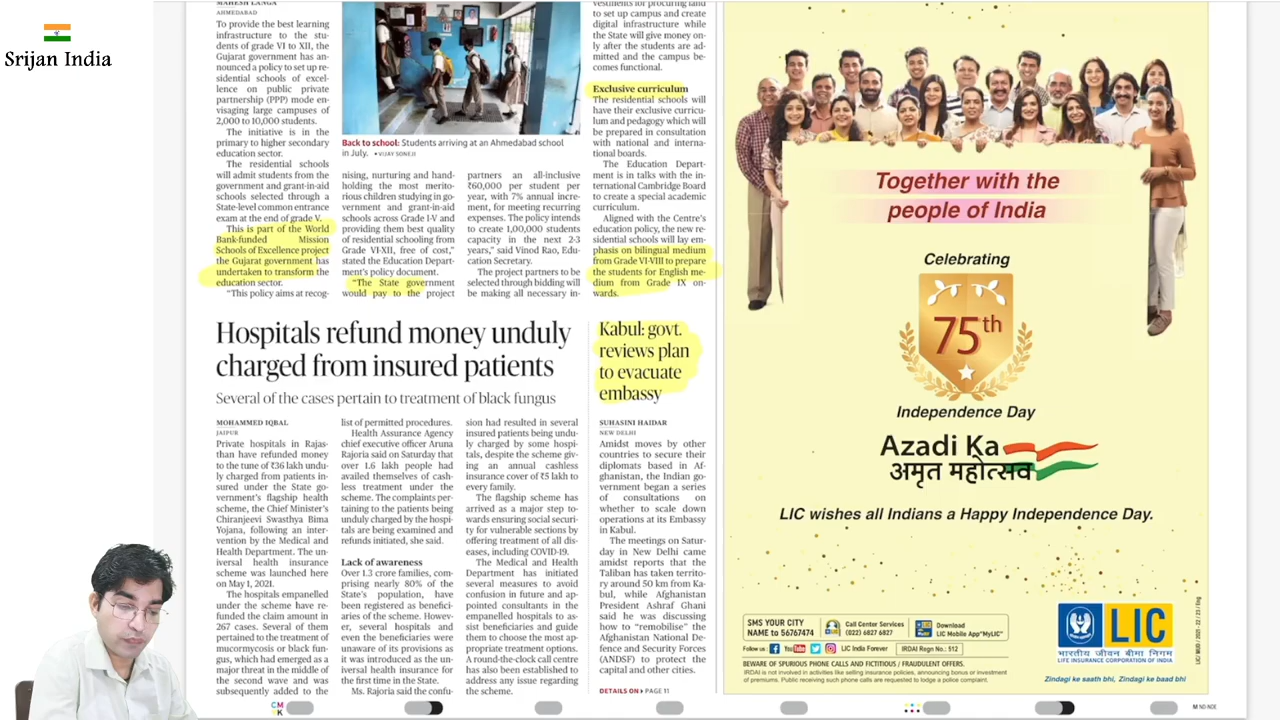 Srijan India
MAHESH LANGA
AHMEDABAD
To provide the best learning
infrastructure to the stu-
dents of grade VI to XII, the
Gujarat government has an-
nounced a policy to set up re-
sidential schools of excel-
lence on public private
partnership (PPP) mode en-
visaging large campuses of
2,000 to 10,000 students.
The initiative is in the
primary to higher secondary
education sector.
The residential schools
will admit students from the
government and grant-in-aid
schools selected through a
State-level common entrance
exam at the end of grade V.
This is part of the World
Bank-funded Mission
Schools of Excellence project
the Gujarat government has
undertaken to transform the
education sector.
"This policy aims at recog-
Back to school: Students arriving at an Ahmedabad school
in July. • VIJAY SONEJI
nising, nurturing and hand-
holding the most merito-
rious children studying in go-
vernment and grant-in-aid
schools across Grade I-V and
providing them best quality
of residential schooling from
Grade VI-XII, free of cost,"
stated the Education Depart-
ment's policy document.
"The State government
would pay to the project
partners an all-inclusive
₹60,000 per student per
year, with 7% annual incre-
ment, for meeting recurring
expenses. The policy intends
to create 1,00,000 students
capacity in the next 2-3
years," said Vinod Rao, Edu-
cation Secretary.
The project partners to be
selected through bidding will
be making all necessary in-
vestments for procuring land
to set up campus and create
digital infrastructure while
the State will give money on-
ly after the students are ad-
mitted and the campus be-
comes functional.
Exclusive curriculum
The residential schools will
have their exclusive curricu-
lum and pedagogy which will
be prepared in consultation
with national and interna-
tional boards.
The Education Depart-
ment is in talks with the in-
ternational Cambridge Board
to create a special academic
curriculum.
Aligned with the Centre's
education policy, the new re-
sidential schools will lay em-
phasis on bilingual medium
from Grade VI-VIII to prepare
the students for English me-
dium from Grade IX on-
wards.
Hospitals refund money unduly
charged from insured patients
Several of the cases pertain to treatment of black fungus
MOHAMMED IQBAL
JAIPUR
Private hospitals in Rajas-
than have refunded money
to the tune of ₹36 lakh undu-
ly charged from patients in-
sured under the State go-
vernment's flagship health
scheme, the Chief Minister's
Chiranjeevi Swasthya Bima
Yojana, following an inter-
vention by the Medical and
Health Department. The un-
iversal health insurance
scheme was launched here
on May 1, 2021.
The hospitals empanelled
under the scheme have re-
funded the claim amount in
267 cases. Several of them
pertained to the treatment of
mucormycosis or black fun-
gus, which had emerged as a
major threat in the middle of
the second wave and was
subsequently added to the
list of permitted procedures.
Health Assurance Agency
chief executive officer Aruna
Rajoria said on Saturday that
over 1.6 lakh people had
availed themselves of cash-
less treatment under the
scheme. The complaints per-
taining to the patients being
unduly charged by the hospi-
tals are being examined and
refunds initiated, she said.
Lack of awareness
Over 1.3 crore families, com-
prising nearly 80% of the
State's population, have
been registered as benefici-
aries of the scheme. Howev-
er, several hospitals and
even the beneficiaries were
unaware of its provisions as
it was introduced as the un-
iversal health insurance for
the first time in the State.
Ms. Rajoria said the confu-
sion had resulted in several
insured patients being undu-
ly charged by some hospi-
tals, despite the scheme giv-
ing an annual cashless
insurance cover of ₹5 lakh to
every family.
The flagship scheme has
arrived as a major step to-
wards ensuring social securi-
ty for vulnerable sections by
offering treatment of all dis-
eases, including COVID-19.
The Medical and Health
Department has initiated
several measures to avoid
confusion in future and ap-
pointed consultants in the
empanelled hospitals to as-
sist beneficiaries and guide
them to choose the most ap-
propriate treatment options.
A round-the-clock call centre
has also been established to
address any issue regarding
the scheme.
Kabul: govt.
reviews plan
to evacuate
embassy
SUHASINI HAIDAR
NEW DELHI
Amidst moves by other
countries to secure their
diplomats based in Af-
ghanistan, the Indian go-
vernment began a series
of consultations on
whether to scale down
operations at its Embassy
in Kabul.
The meetings on Satur-
day in New Delhi came
amidst reports that the
Taliban has taken territo-
ry around 50 km from Ka-
bul, while Afghanistan
President Ashraf Ghani
said he was discussing
how to "remobilise" the
Afghanistan National De-
fence and Security Forces
(ANDSF) to protect the
capital and other cities.
DETAILS ON ▸ PAGE 11
Together with the
people of India
Celebrating
75th
Independence Day
Azadi Ka
अमृत महोत्सव
LIC wishes all Indians a Happy Independence Day.
SMS YOUR CITY
NAME to 56767474
Call Center Services
(022) 6827 6827
Download
LIC Mobile App "MyLIC"
Follow us:
YouTube
LIC India Forever
IRDAI Regn No.: 512
BEWARE OF SPURIOUS PHONE CALLS AND FICTITIOUS / FRAUDULENT OFFERS.
IRDAI is not involved in activities like selling insurance policies, announcing bonus or investment
of premiums. Public receiving such phone calls are requested to lodge a police complaint.
LIC
भारतीय जीवन बीमा निगम
LIFE INSURANCE CORPORATION OF INDIA
Zindagi ke saath bhi, Zindagi ke baad bhi
CM
YK
M ND-NDE